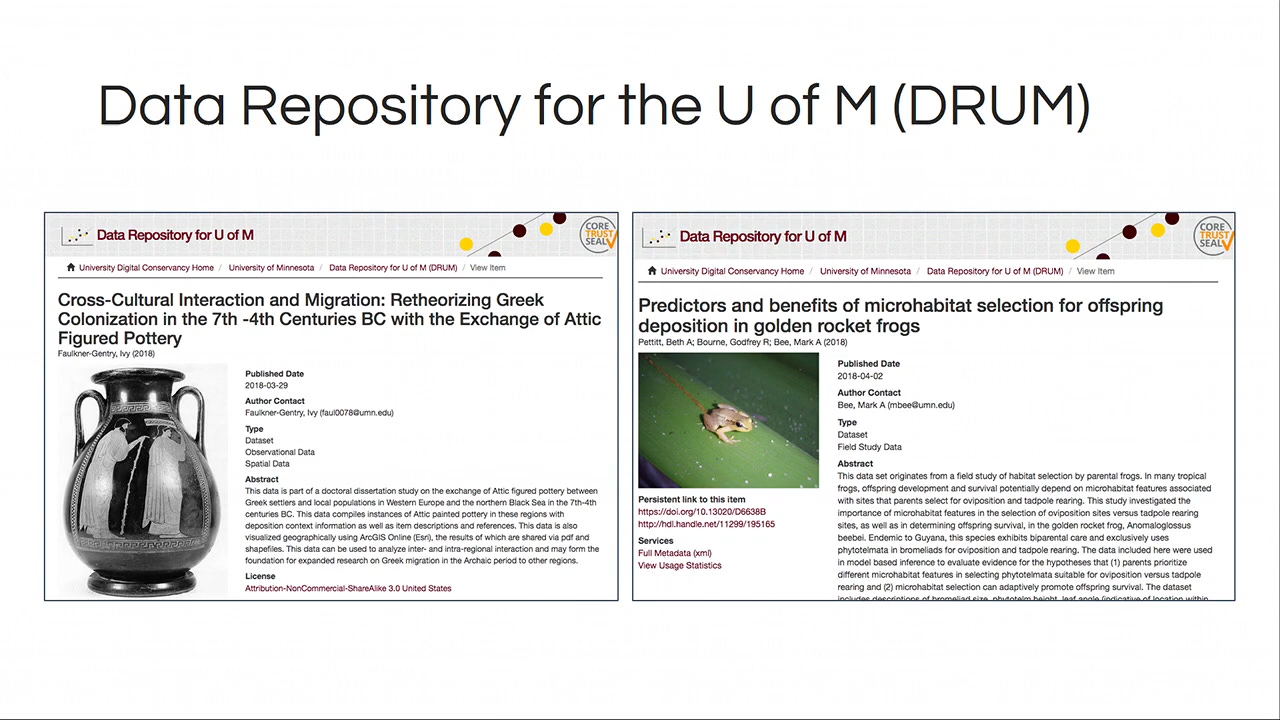 Data Repository for the U of M (DRUM)
Data Repository for U of M
CORE
TRUST
SEAL
University Digital Conservancy Home / University of Minnesota / Data Repository for U of M (DRUM) / View Item
Cross-Cultural Interaction and Migration: Retheorizing Greek
Colonization in the 7th -4th Centuries BC with the Exchange of Attic
Figured Pottery
Faulkner-Gentry, Ivy (2018)
Published Date
2018-03-29
Author Contact
Faulkner-Gentry, Ivy (faul0078@umn.edu)
Type
Dataset
Observational Data
Spatial Data
Abstract
This data is part of a doctoral dissertation study on the exchange of Attic figured pottery between
Greek settlers and local populations in Western Europe and the northern Black Sea in the 7th-4th
centuries BC. This data compiles instances of Attic painted pottery in these regions with
deposition context information as well as item descriptions and references. This data is also
visualized geographically using ArcGIS Online (Esri), the results of which are shared via pdf and
shapefiles. This data can be used to analyze inter- and intra-regional interaction and may form the
foundation for expanded research on Greek migration in the Archaic period to other regions.
License
Attribution-NonCommercial-ShareAlike 3.0 United States
Data Repository for U of M
CORE
TRUST
SEAL
University Digital Conservancy Home / University of Minnesota / Data Repository for U of M (DRUM) / View Item
Predictors and benefits of microhabitat selection for offspring
deposition in golden rocket frogs
Pettitt, Beth A; Bourne, Godfrey R; Bee, Mark A (2018)
Persistent link to this item
https://doi.org/10.13020/D6638B
http://hdl.handle.net/11299/195165
Services
Full Metadata (xml)
View Usage Statistics
Published Date
2018-04-02
Author Contact
Bee, Mark A (mbee@umn.edu)
Type
Dataset
Field Study Data
Abstract
This data set originates from a field study of habitat selection by parental frogs. In many tropical
frogs, offspring development and survival potentially depend on microhabitat features associated
with sites that parents select for oviposition and tadpole rearing. This study investigated the
importance of microhabitat features in the selection of oviposition sites versus tadpole rearing
sites, as well as in determining offspring survival, in the golden rocket frog, Anomaloglossus
beebei. Endemic to Guyana, this species exhibits biparental care and exclusively uses
phytotelmata in bromeliads for oviposition and tadpole rearing. The data included here were used
in model based inference to evaluate evidence for the hypotheses that (1) parents prioritize
different microhabitat features in selecting phytotelmata suitable for oviposition versus tadpole
rearing and (2) microhabitat selection can adaptively promote offspring survival. The dataset
includes descriptions of bromeliad size, phytotelm height, leaf angle (indicative of location within